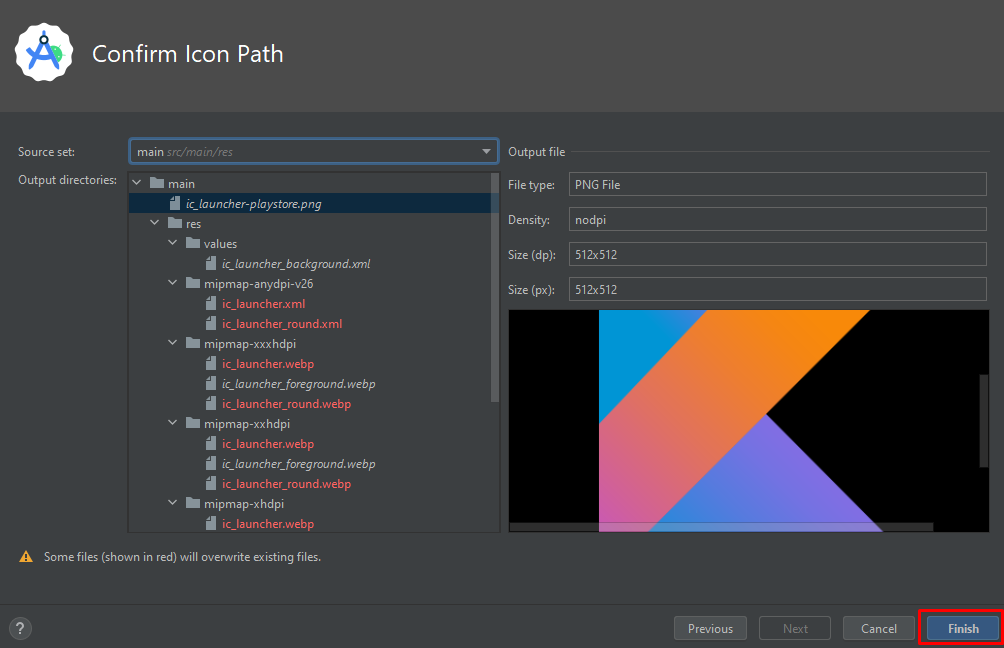 Confirm Icon Path
Source set:
main src/main/res
Output directories:
main
ic_launcher-playstore.png
res
values
ic_launcher_background.xml
mipmap-anydpi-v26
ic_launcher.xml
ic_launcher_round.xml
mipmap-xxxhdpi
ic_launcher.webp
ic_launcher_foreground.webp
ic_launcher_round.webp
mipmap-xxhdpi
ic_launcher.webp
ic_launcher_foreground.webp
ic_launcher_round.webp
mipmap-xhdpi
ic_launcher.webp
Output file
File type:
PNG File
Density:
nodpi
Size (dp):
512x512
Size (px):
512x512
Some files (shown in red) will overwrite existing files.
?
Previous
Next
Cancel
Finish